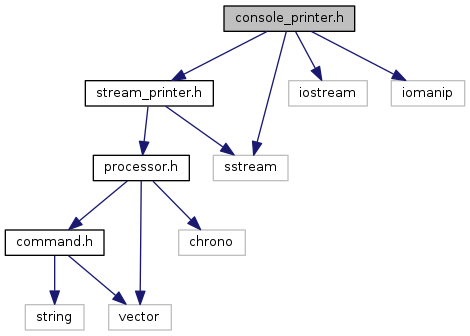 console_printer.h
stream_printer.h
iostream
iomanip
processor.h
sstream
command.h
chrono
string
vector